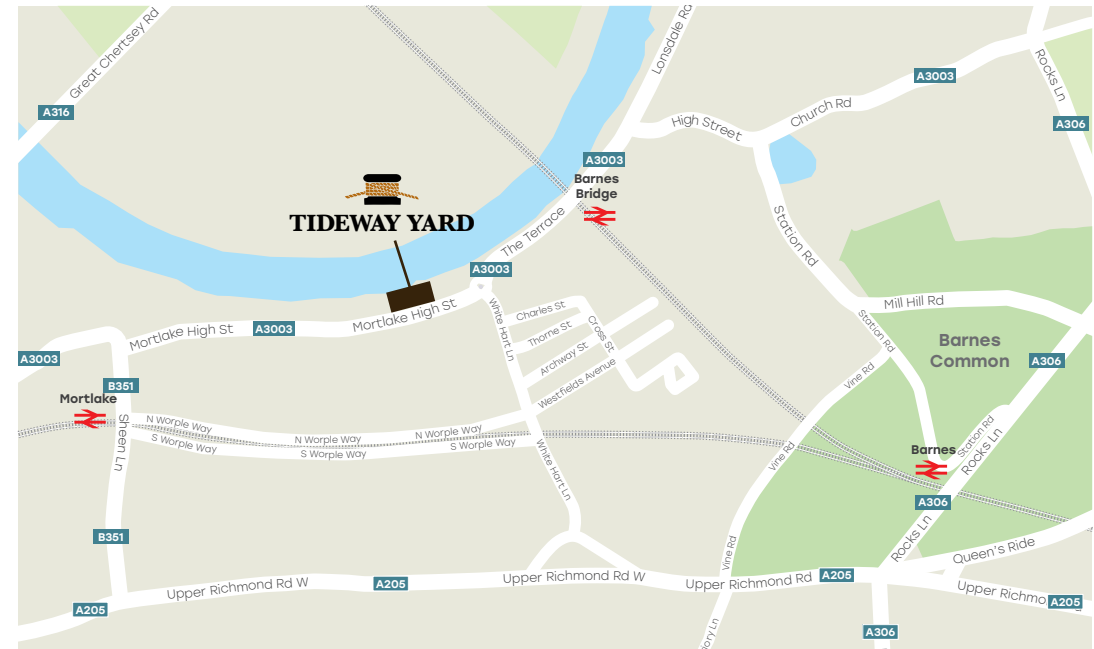 Great Chertsey Rd
A316
Lonsdale Rd
High Street
Church Rd
A3003
Rocks Ln
A306
A3003
Barnes
Bridge
TIDEWAY YARD
The Terrace
A3003
Station Rd
Mortlake High St
A3003
Mortlake High St
A3003
White Hart Ln
Charles St
Thorne St
Archway St
Cross St
Westfields Avenue
Mill Hill Rd
Station Rd
Barnes
Common
A306
Vine Rd
B351
Mortlake
Sheen Ln
N Worple Way
S Worple Way
N Worple Way
S Worple Way
N Worple Way
S Worple Way
White Hart Ln
Vine Rd
Barnes
Station Rd
Rocks Ln
A306
B351
Rocks Ln
Queen's Ride
Vine Rd
Upper Richmond Rd W
A205
Upper Richmond Rd W
Upper Richmond Rd
A205
A205
Upper Richmo
A205
A306
ory Ln